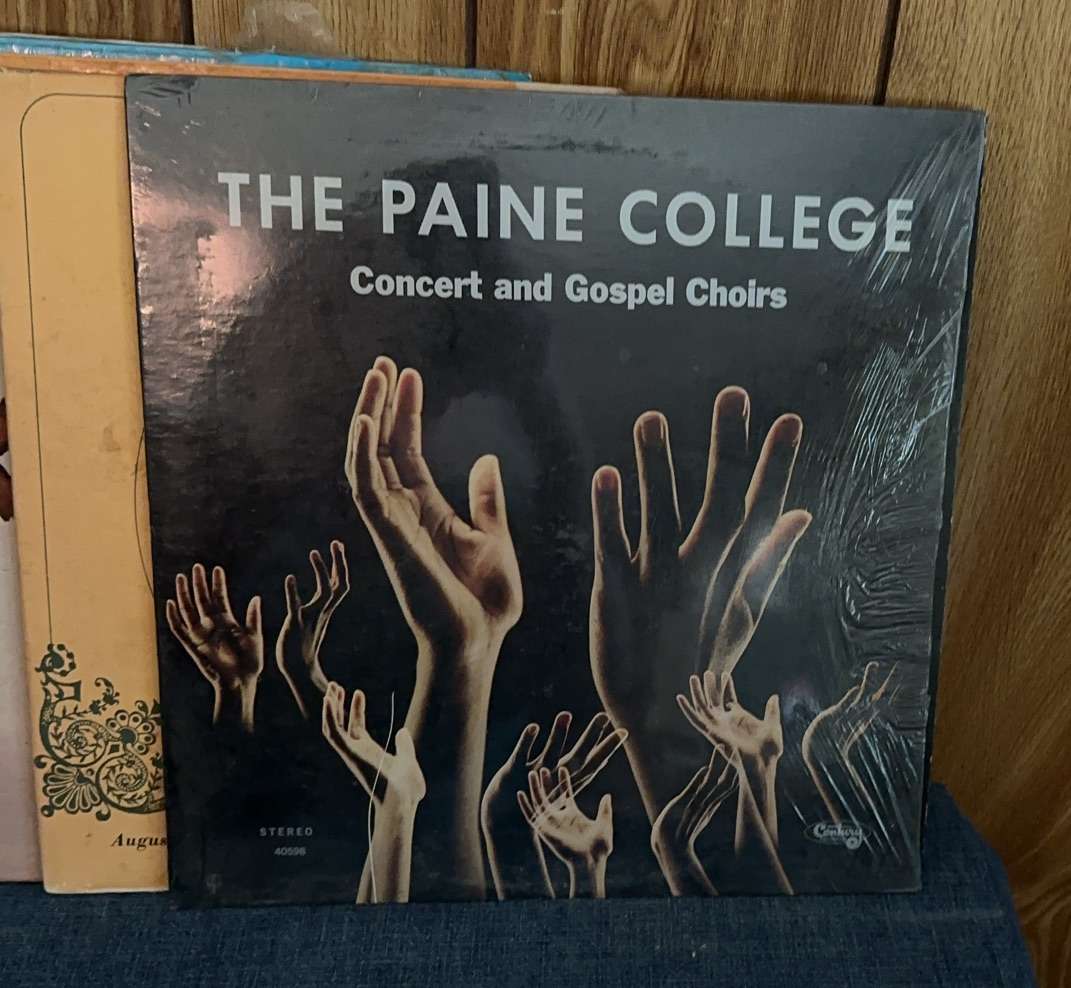 THE PAINE COLLEGE
Concert and Gospel Choirs
STEREO
40596
Century
Augus